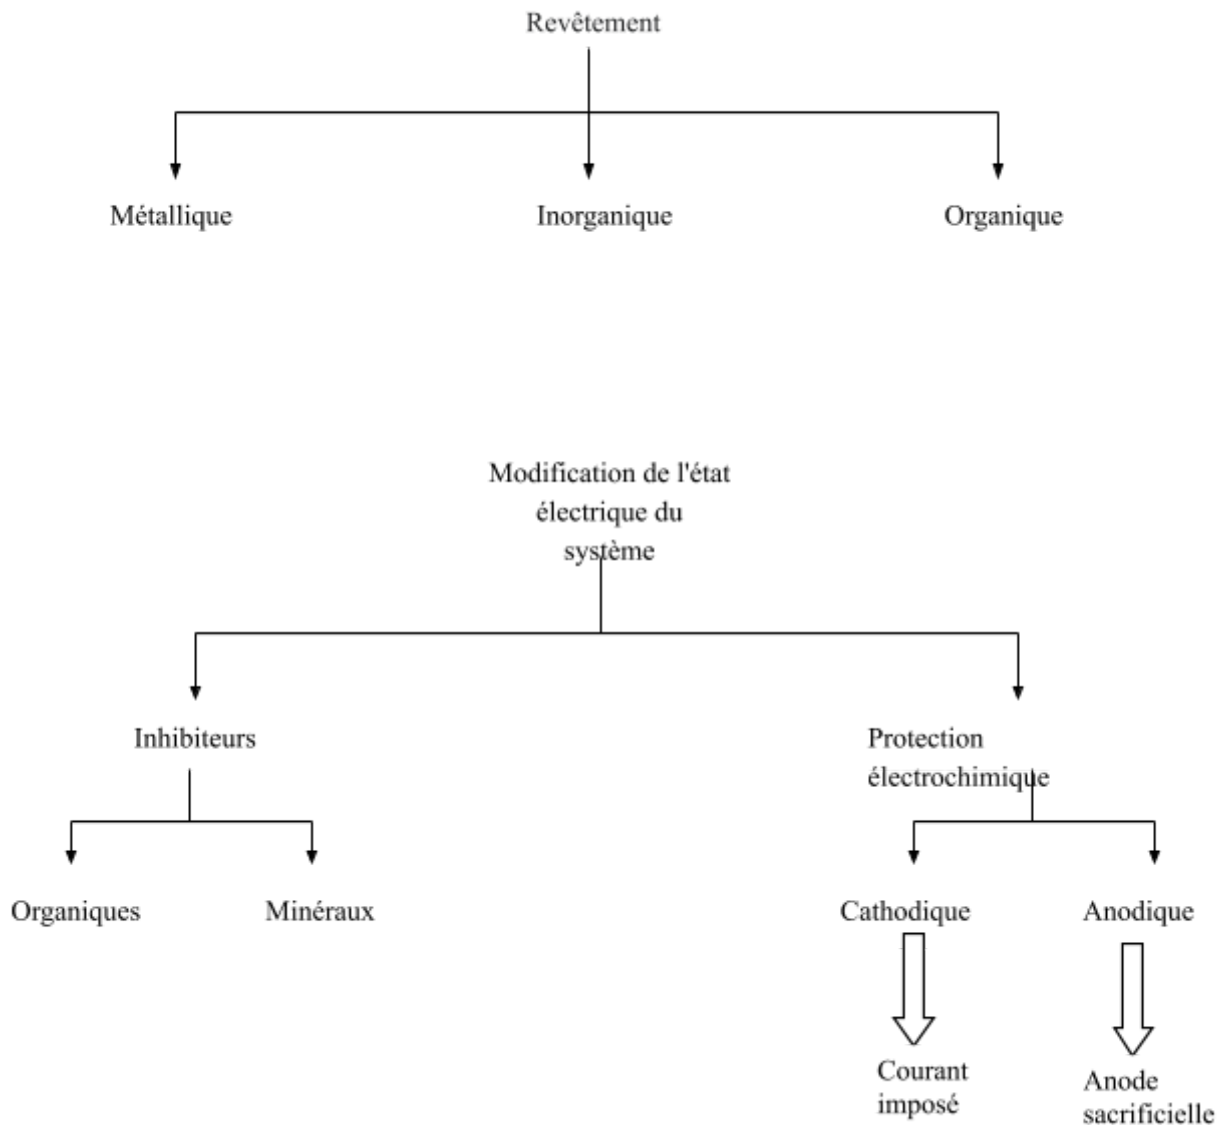 Revêtement
Métallique
Inorganique
Organique
Modification de l'état
électrique du
système
Inhibiteurs
Protection
électrochimique
Organiques
Minéraux
Cathodique
Anodique
Courant
imposé
Anode
sacrificielle